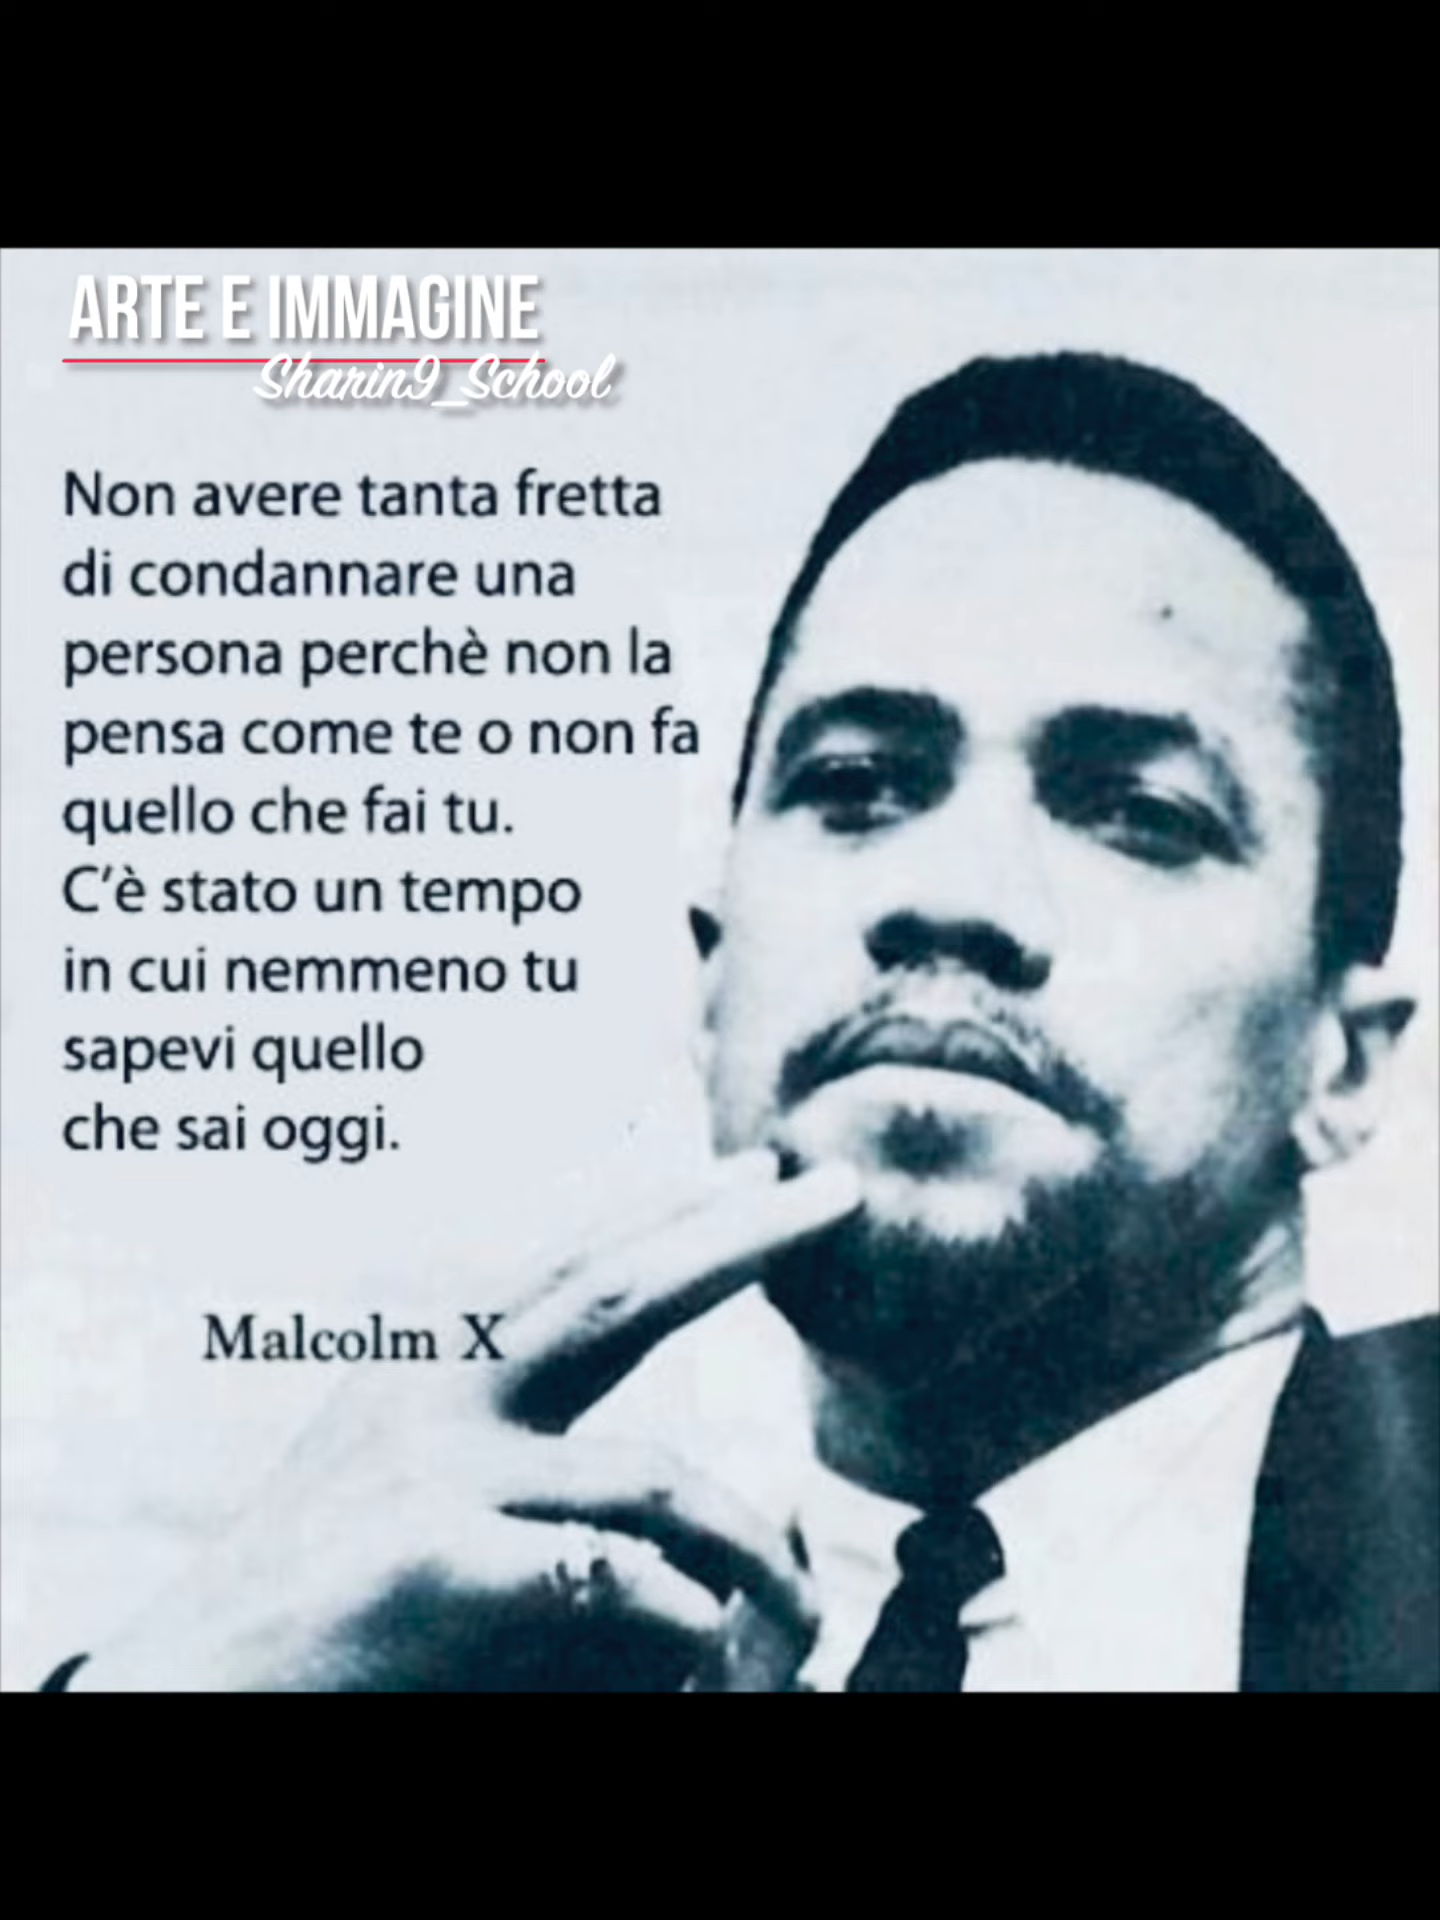 ARTE E IMMAGINE
Sharin9_School
Non avere tanta fretta
di condannare una
persona perchè non la
pensa come te o non fa
quello che fai tu.
C'è stato un tempo
in cui nemmeno tu
sapevi quello
che sai oggi.
Malcolm X